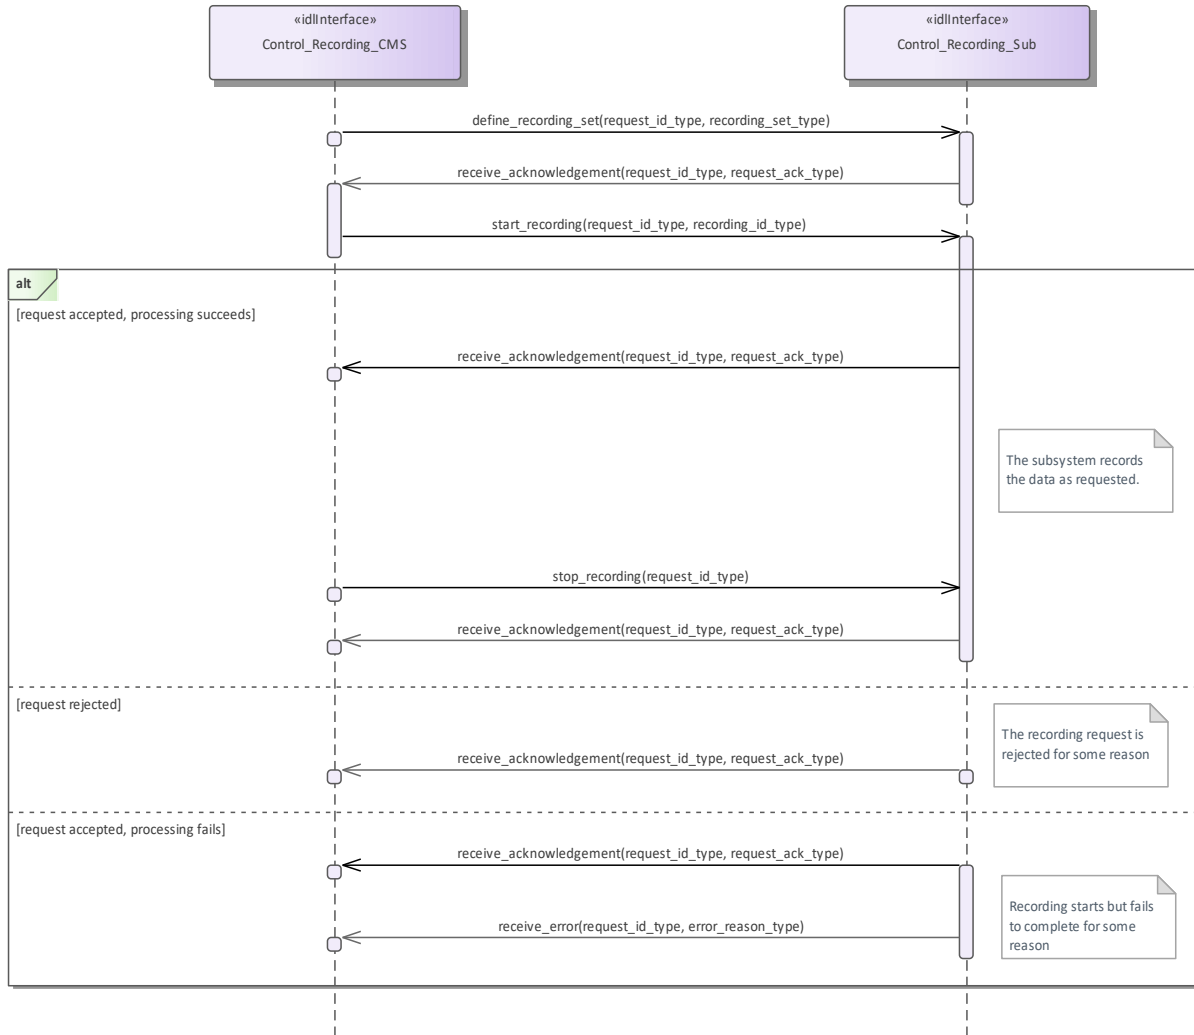 «idlInterface»
Control_Recording_CMS
«idlInterface»
Control_Recording_Sub
define_recording_set(request_id_type, recording_set_type)
receive_acknowledgement(request_id_type, request_ack_type)
start_recording(request_id_type, recording_id_type)
alt
[request accepted, processing succeeds]
receive_acknowledgement(request_id_type, request_ack_type)
The subsystem records
the data as requested.
stop_recording(request_id_type)
receive_acknowledgement(request_id_type, request_ack_type)
[request rejected]
The recording request is
rejected for some reason
receive_acknowledgement(request_id_type, request_ack_type)
[request accepted, processing fails]
receive_acknowledgement(request_id_type, request_ack_type)
Recording starts but fails
to complete for some
reason
receive_error(request_id_type, error_reason_type)